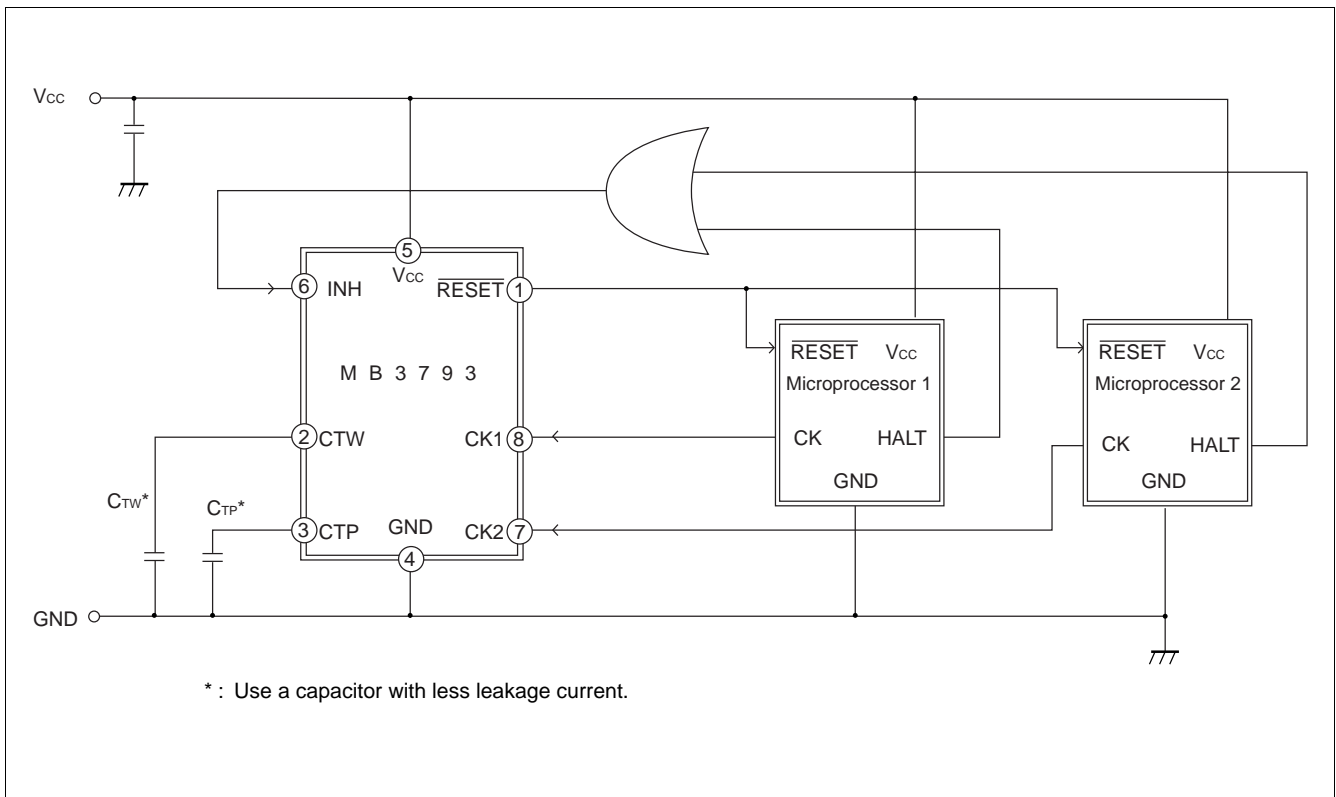 Vcc
5
Vcc
6 INH
RESET 1
M B 3 7 9 3
RESET Vcc
Microprocessor 1
RESET Vcc
Microprocessor 2
2 CTW
CK1 8
CK HALT
CK HALT
GND
GND
CTW*
CTP*
3 CTP
GND
CK2 7
4
GND
* : Use a capacitor with less leakage current.